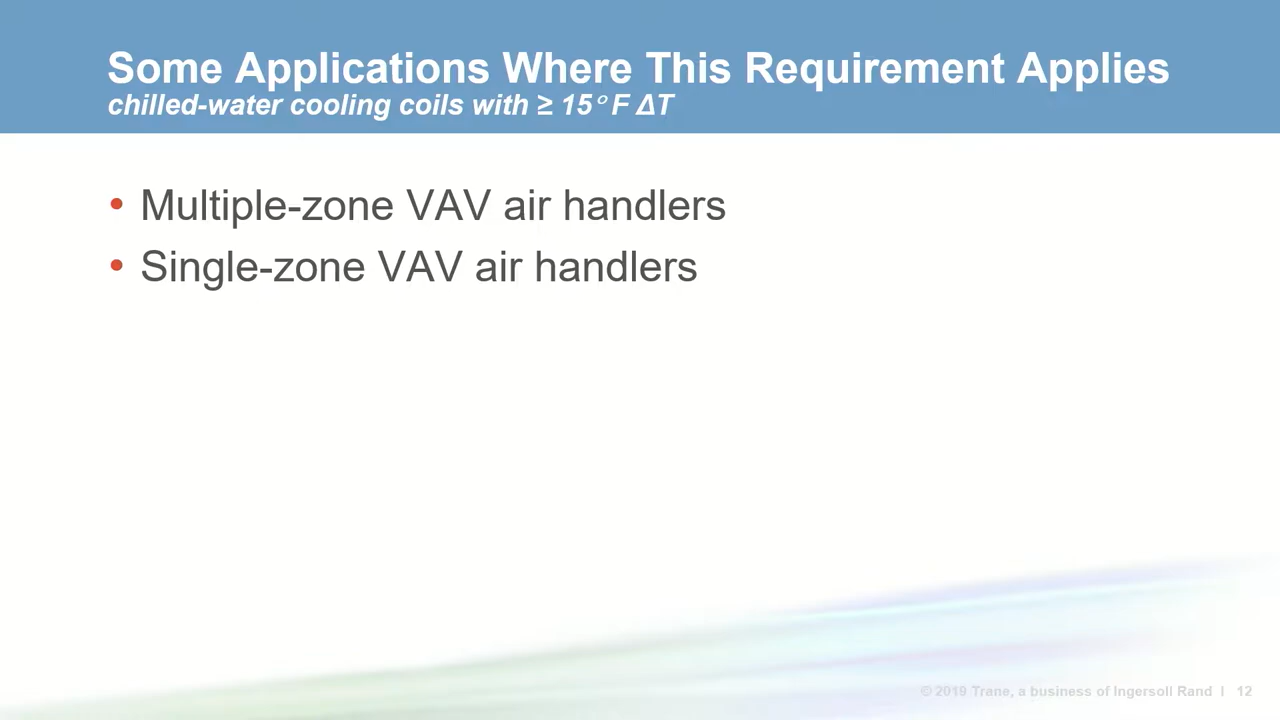 Some Applications Where This Requirement Applies
chilled-water cooling coils with ≥ 15°F ΔT
• Multiple-zone VAV air handlers
• Single-zone VAV air handlers
© 2019 Trane, a business of Ingersoll Rand | 12